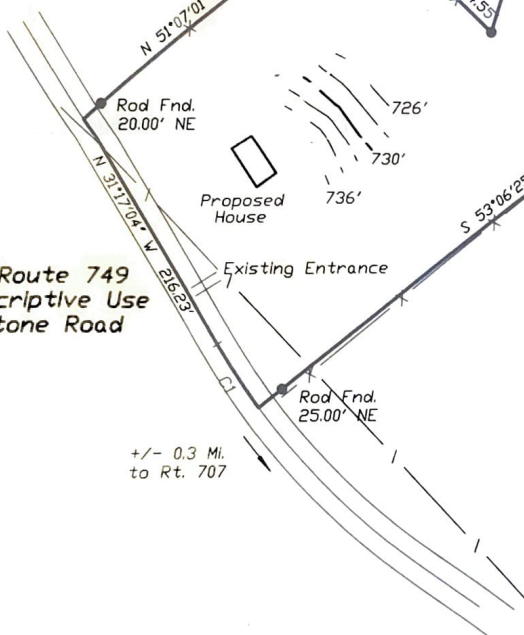 N 51°07'01
.55
Rod Fnd.
20.00' NE
726'
730'
736'
Proposed
House
N 31°17'04" W 216.23'
S 53°06'25
Route 749
criptive Use
tone Road
Existing Entrance
C1
Rod Fnd.
25.00' NE
+/- 0.3 Mi.
to Rt. 707